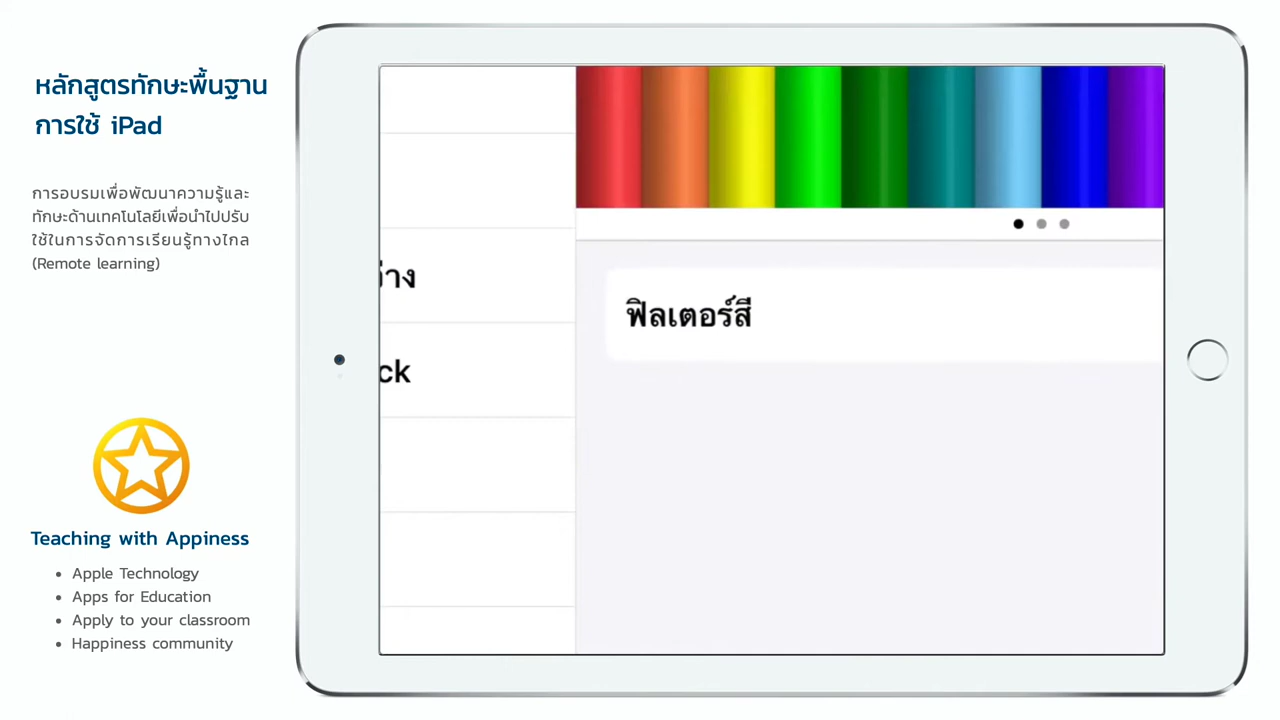 หลักสูตรทักษะพื้นฐาน
การใช้ iPad
การอบรมเพื่อพัฒนาความรู้และ
ทักษะด้านเทคโนโลยีเพื่อนำไปปรับ
ใช้ในการจัดการเรียนรู้ทางไกล
(Remote learning)
Teaching with Appiness
• Apple Technology
• Apps for Education
• Apply to your classroom
• Happiness community
ck
ฟิลเตอร์สี